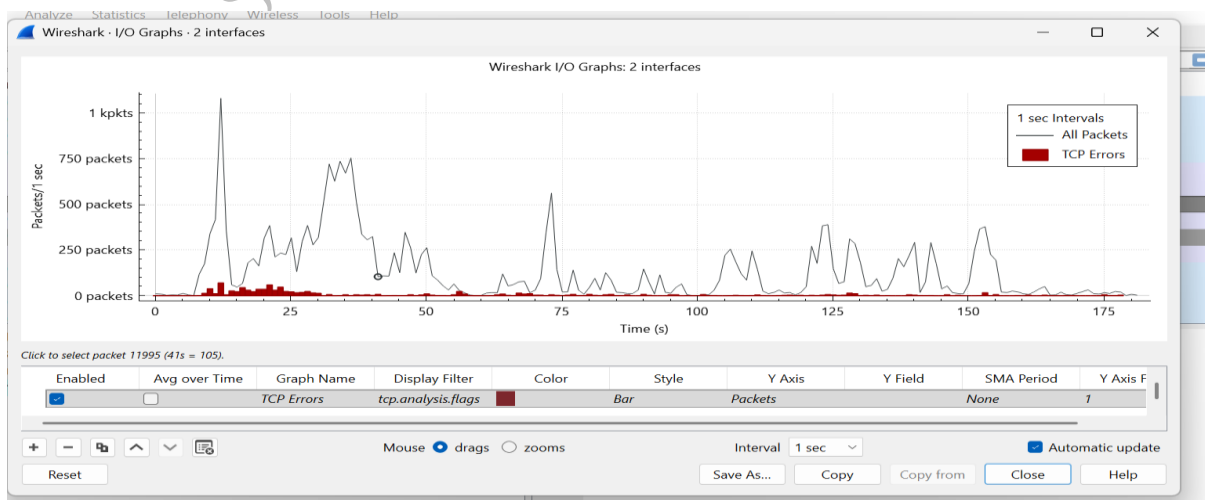 Analyze Statistics Telephony Wireless Tools Help
Wireshark · I/O Graphs · 2 interfaces
Wireshark I/O Graphs: 2 interfaces
1 kpkts
750 packets
500 packets
250 packets
0 packets
Packets/1 sec
1 sec Intervals
All Packets
TCP Errors
0 25 50 75 100 125 150 175
Time (s)
Click to select packet 11995 (41s = 105).
Enabled Avg over Time Graph Name Display Filter Color Style Y Axis Y Field SMA Period Y Axis F
TCP Errors tcp.analysis.flags Bar Packets None 1
Mouse drags zooms Interval 1 sec Automatic update
Reset Save As... Copy Copy from Close Help